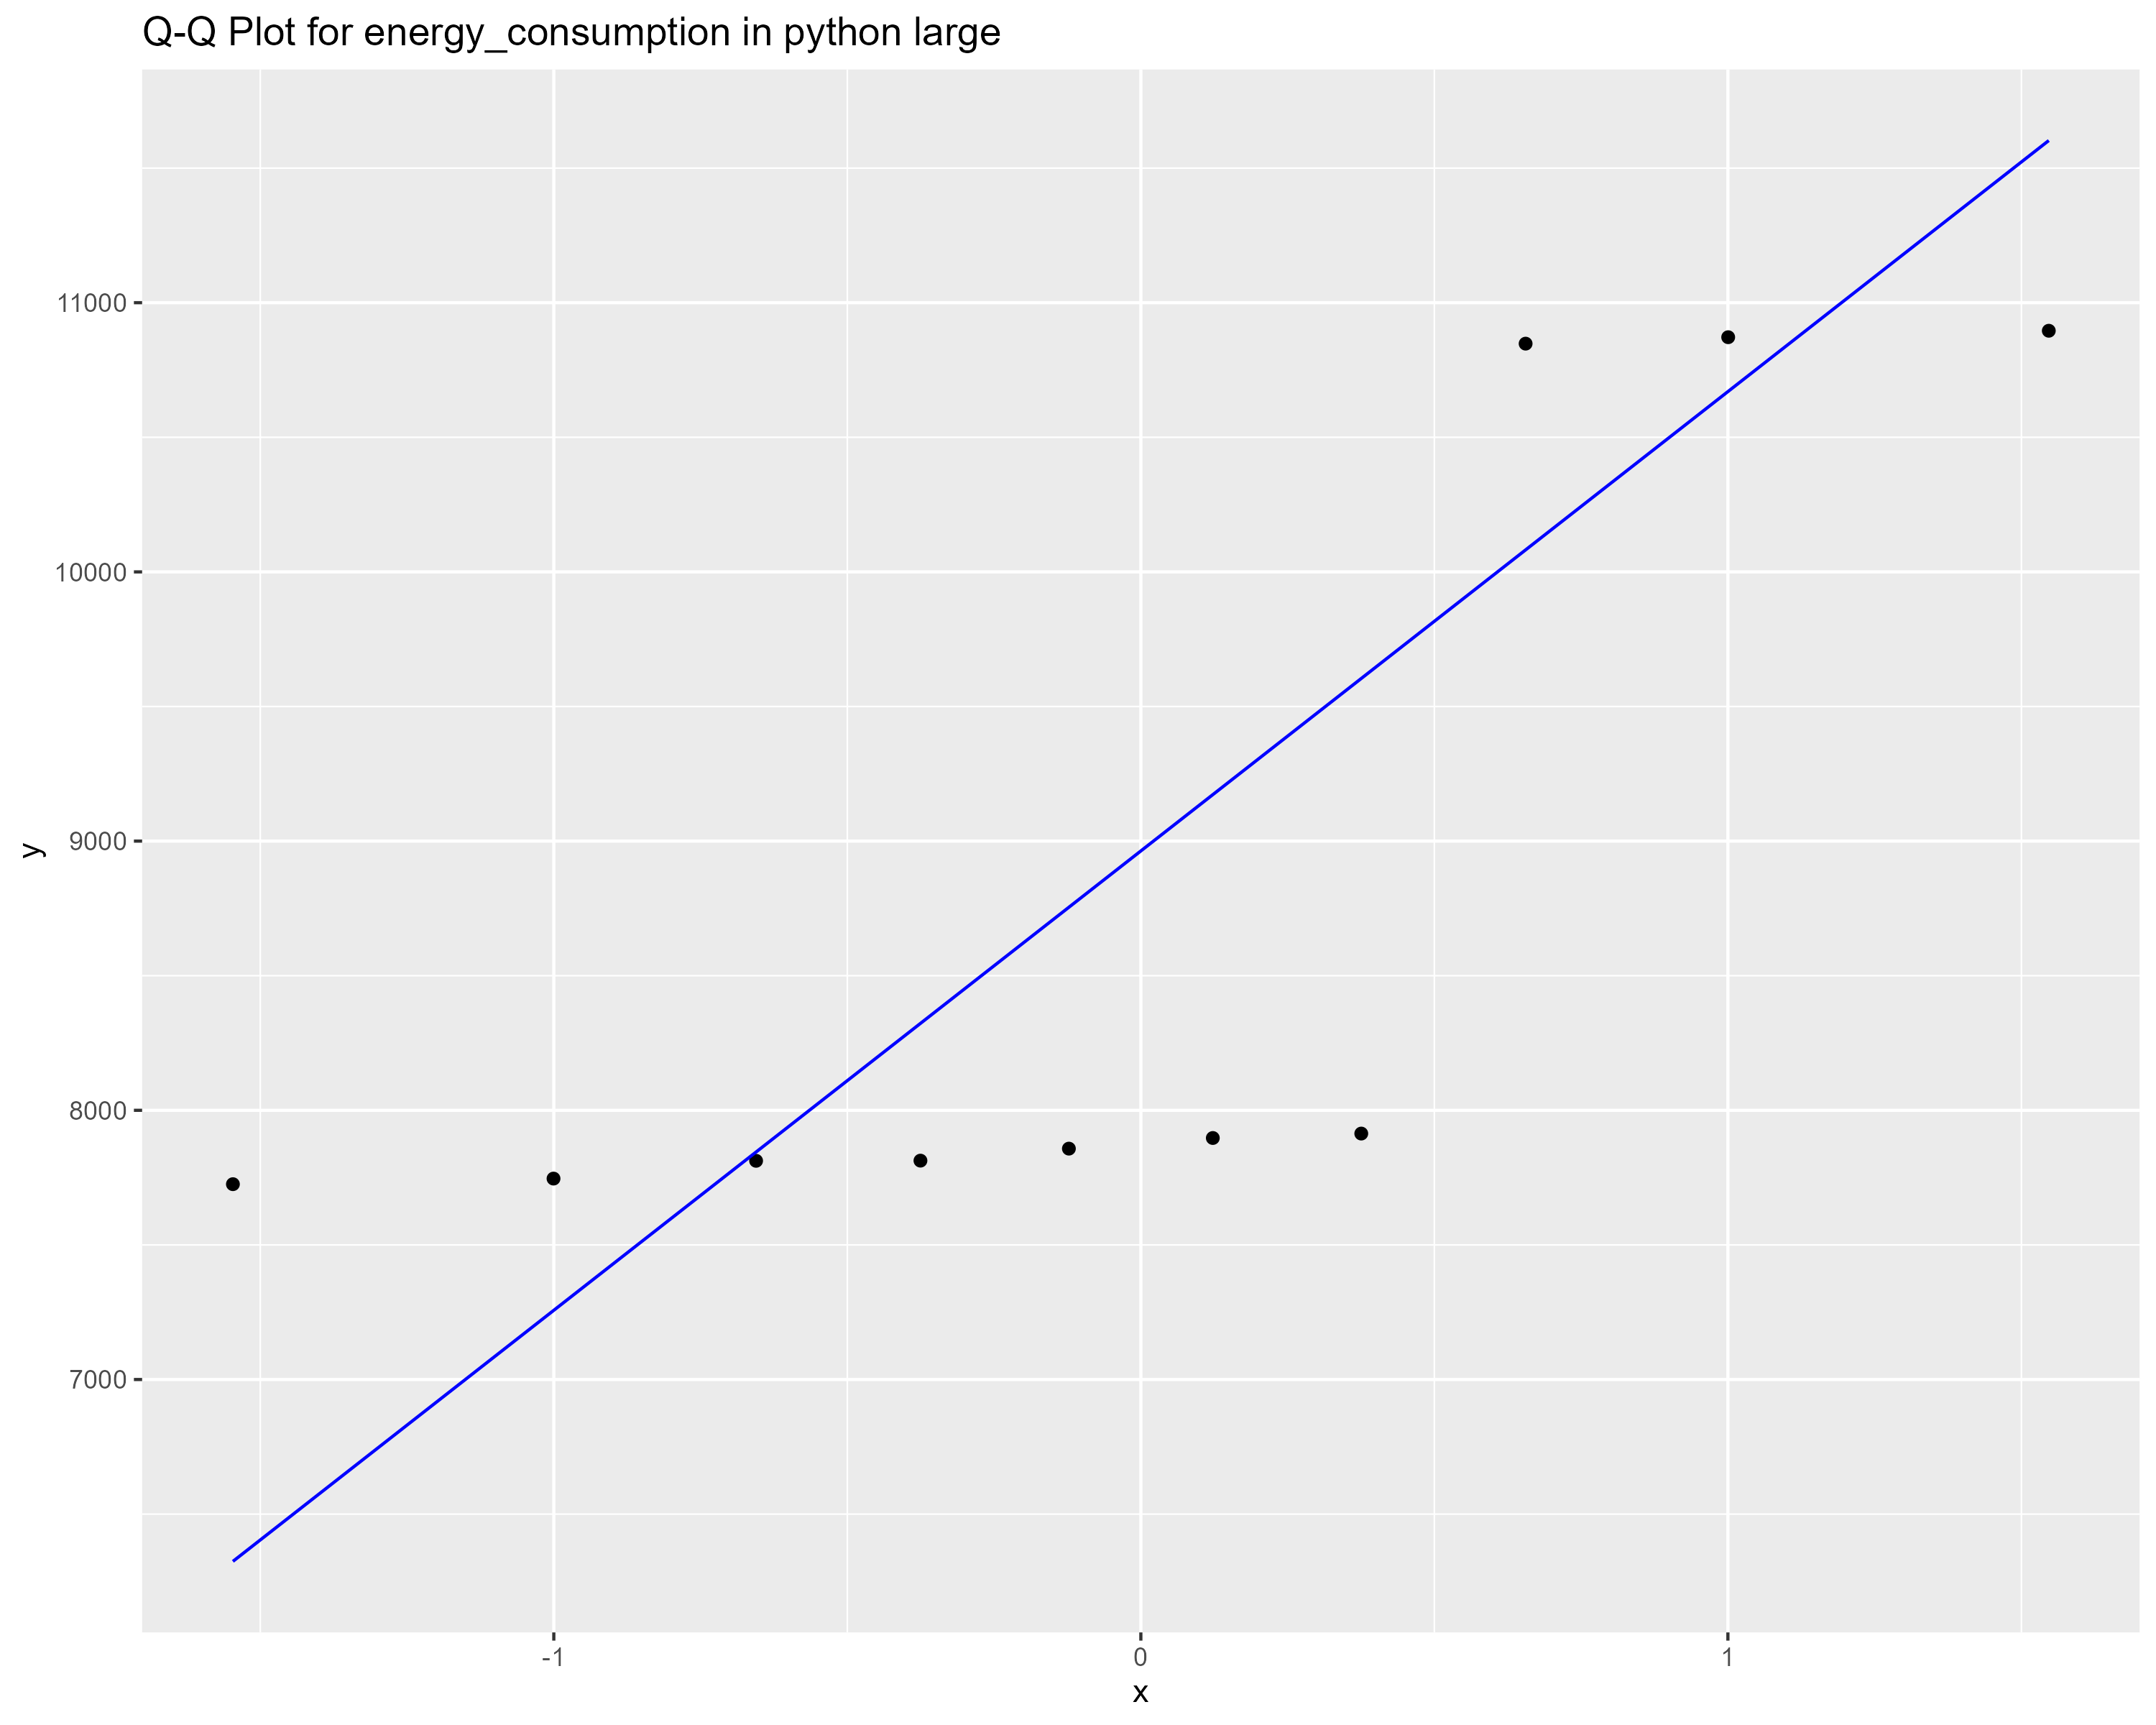 Q-Q Plot for energy_consumption in python large
11000
10000
9000
8000
7000
y
-1 0 1
x